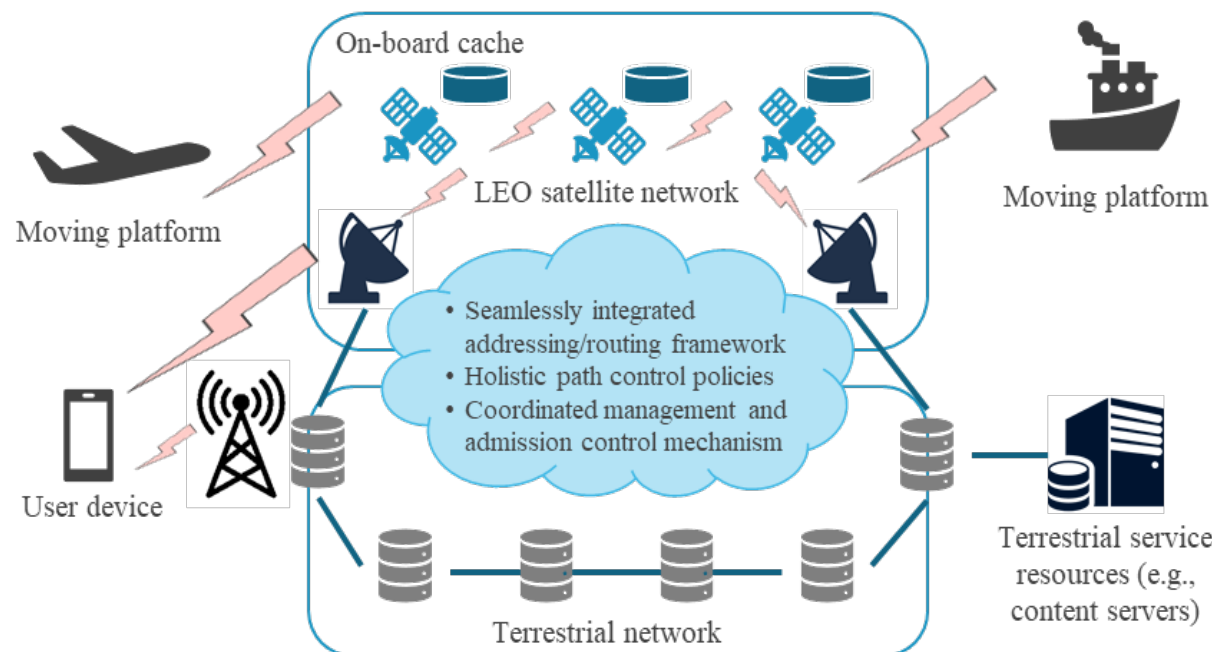 On-board cache
LEO satellite network
Moving platform
Moving platform
• Seamlessly integrated
addressing/routing framework
• Holistic path control policies
• Coordinated management and
admission control mechanism
User device
Terrestrial service
resources (e.g.,
content servers)
Terrestrial network